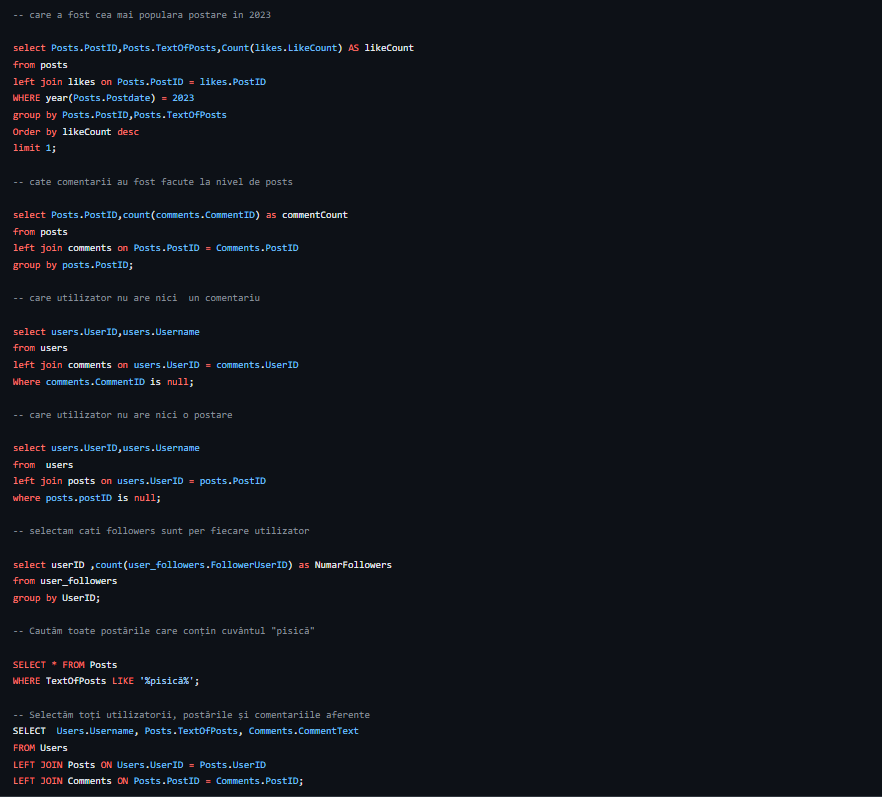 -- care a fost cea mai populara postare in 2023
select Posts.PostID,Posts.TextOfPosts,Count(likes.LikeCount) AS likeCount
from posts
left join likes on Posts.PostID = likes.PostID
WHERE year(Posts.Postdate) = 2023
group by Posts.PostID,Posts.TextOfPosts
Order by likeCount desc
limit 1;
-- cate comentarii au fost facute la nivel de posts
select Posts.PostID,count(comments.CommentID) as commentCount
from posts
left join comments on Posts.PostID = Comments.PostID
group by posts.PostID;
-- care utilizator nu are nici  un comentariu
select users.UserID,users.Username
from users
left join comments on users.UserID = comments.UserID
Where comments.CommentID is null;
-- care utilizator nu are nici o postare
select users.UserID,users.Username
from  users
left join posts on users.UserID = posts.PostID
where posts.postID is null;
-- selectam cati followers sunt per fiecare utilizator
select userID ,count(user_followers.FollowerUserID) as NumarFollowers
from user_followers
group by UserID;
-- Cautăm toate postările care conțin cuvântul "pisică"
SELECT * FROM Posts
WHERE TextOfPosts LIKE '%pisică%';
-- Selectăm toți utilizatorii, postările și comentariile aferente
SELECT  Users.Username, Posts.TextOfPosts, Comments.CommentText
FROM Users
LEFT JOIN Posts ON Users.UserID = Posts.UserID
LEFT JOIN Comments ON Posts.PostID = Comments.PostID;